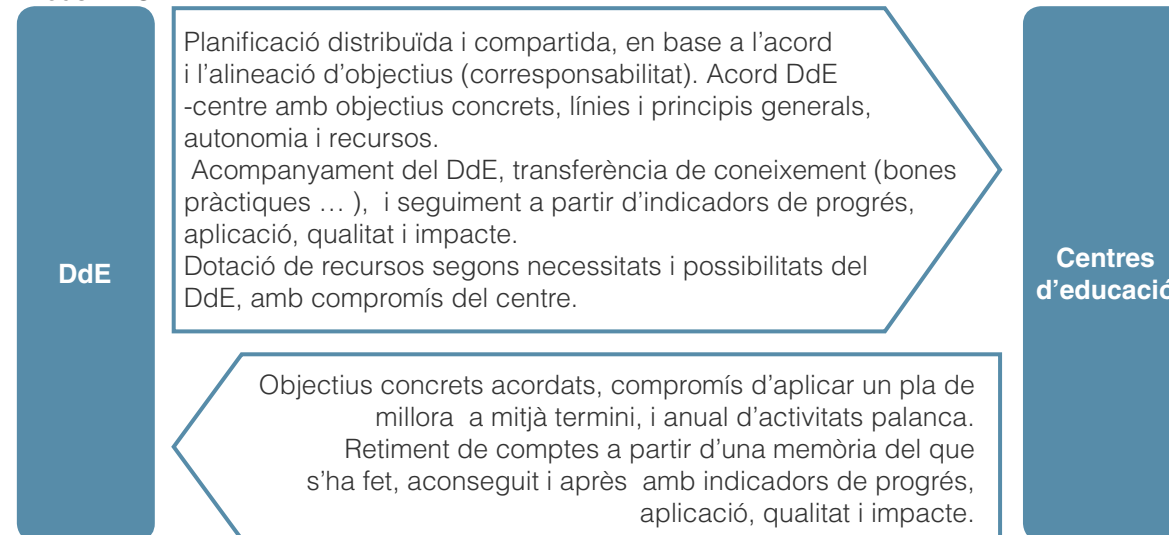 DdE
Planificació distribuïda i compartida, en base a l’acord
i l’alineació d’objectius (corresponsabilitat). Acord DdE
-centre amb objectius concrets, línies i principis generals,
autonomia i recursos.
Acompanyament del DdE, transferència de coneixement (bones
pràctiques … ), i seguiment a partir d’indicadors de progrés,
aplicació, qualitat i impacte.
Dotació de recursos segons necessitats i possibilitats del
DdE, amb compromís del centre.
Centres
d’educació
Objectius concrets acordats, compromís d’aplicar un pla de
millora a mitjà termini, i anual d’activitats palanca.
Retiment de comptes a partir d’una memòria del que
s’ha fet, aconseguit i après amb indicadors de progrés,
aplicació, qualitat i impacte.